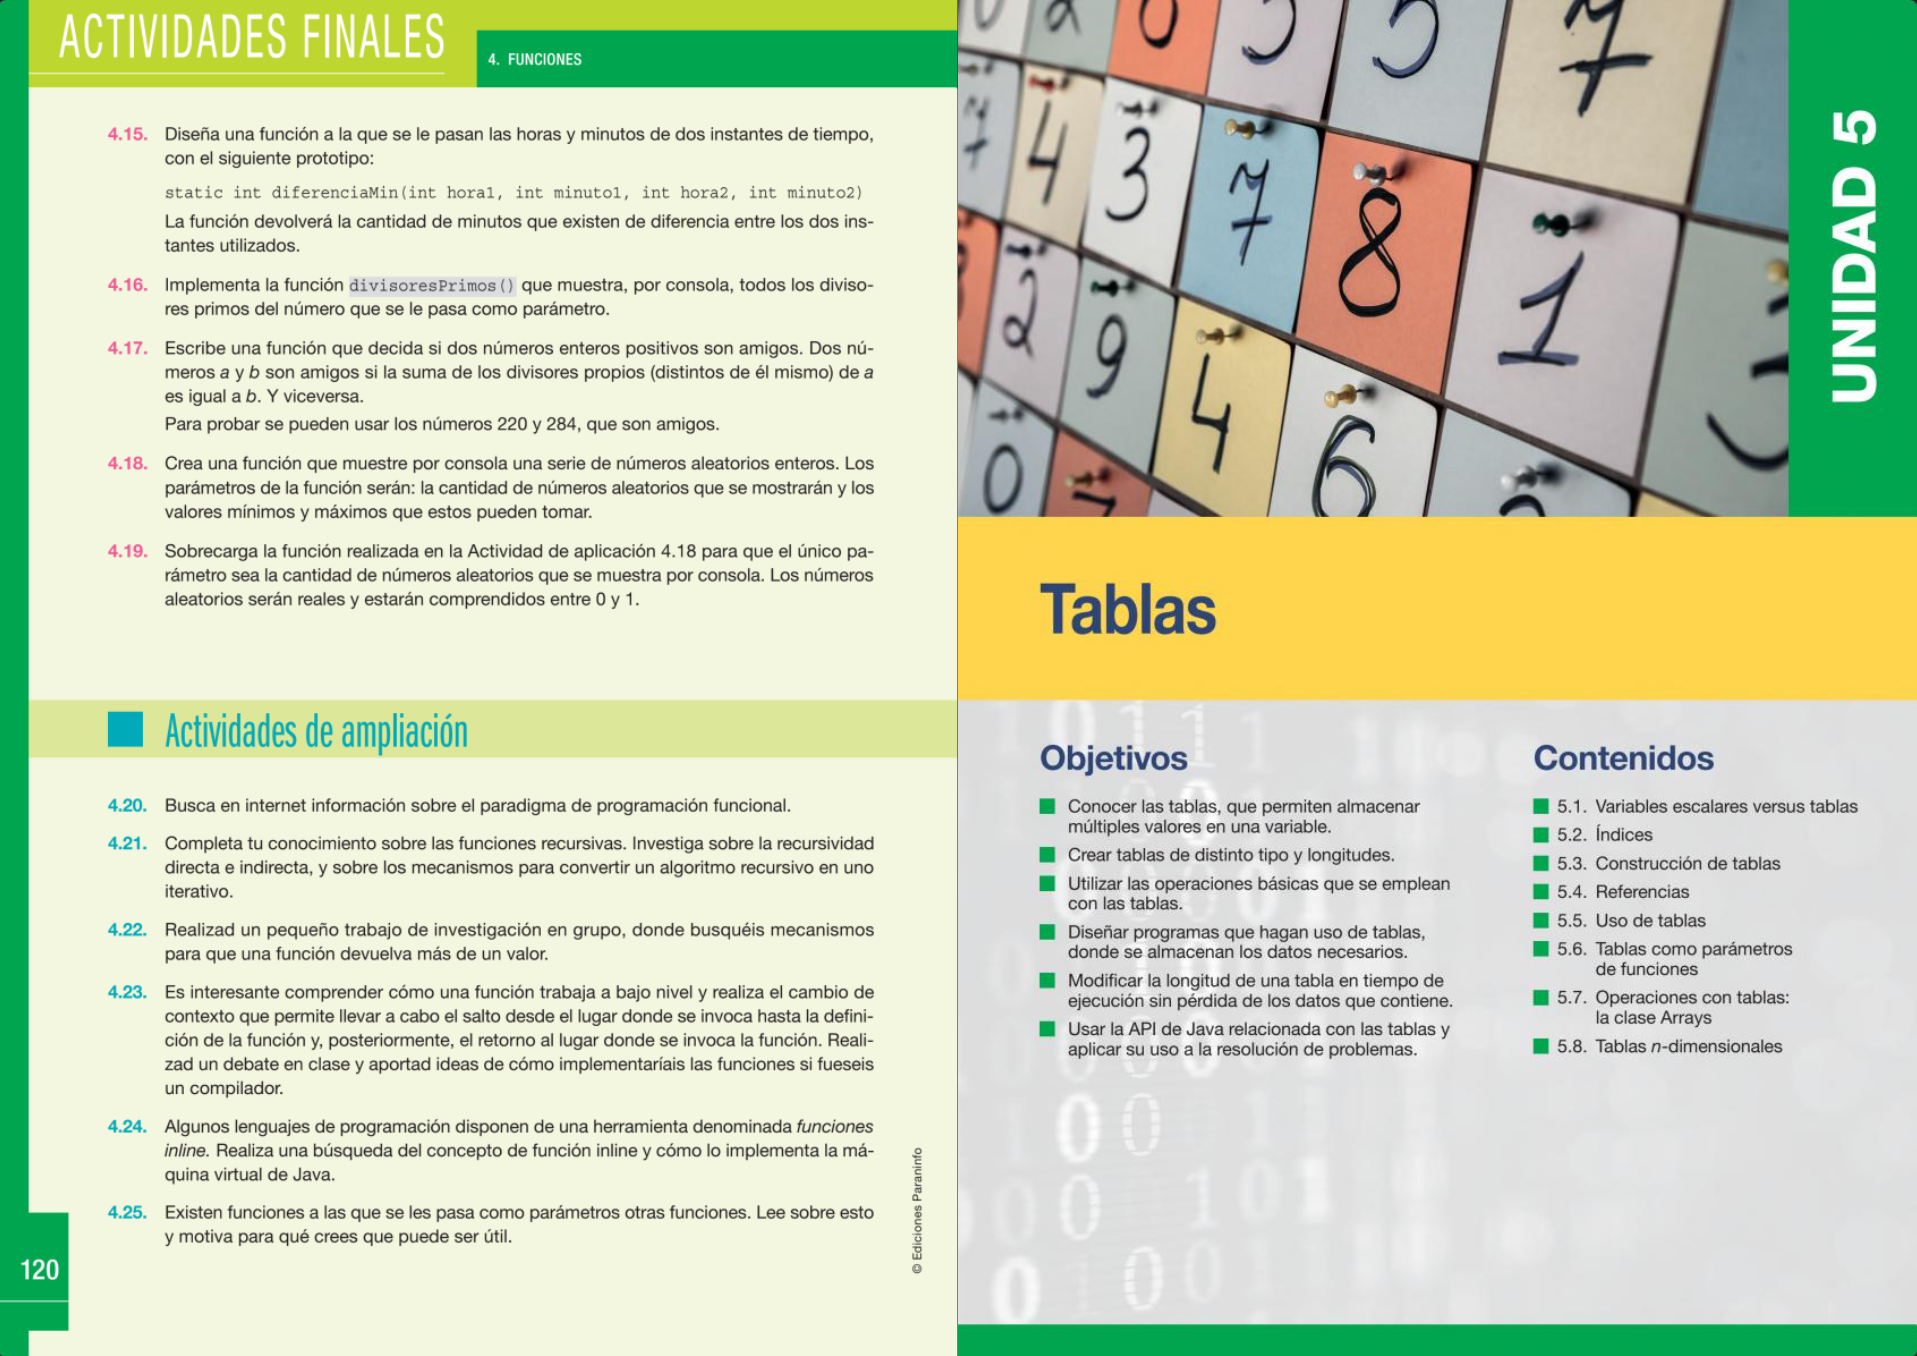 ACTIVIDADES FINALES
4. FUNCIONES
4.15. Diseña una función a la que se le pasan las horas y minutos de dos instantes de tiempo,
con el siguiente prototipo:
static int diferenciaMin(int hora1, int minuto1, int hora2, int minuto2)
La función devolverá la cantidad de minutos que existen de diferencia entre los dos ins-
tantes utilizados.
4.16. Implementa la función divisoresPrimos() que muestra, por consola, todos los diviso-
res primos del número que se le pasa como parámetro.
4.17. Escribe una función que decida si dos números enteros positivos son amigos. Dos nú-
meros a y b son amigos si la suma de los divisores propios (distintos de él mismo) de a
es igual a b. Y viceversa.
Para probar se pueden usar los números 220 y 284, que son amigos.
4.18. Crea una función que muestre por consola una serie de números aleatorios enteros. Los
parámetros de la función serán: la cantidad de números aleatorios que se mostrarán y los
valores mínimos y máximos que estos pueden tomar.
4.19. Sobrecarga la función realizada en la Actividad de aplicación 4.18 para que el único pa-
rámetro sea la cantidad de números aleatorios que se muestra por consola. Los números
aleatorios serán reales y estarán comprendidos entre 0 y 1.
Actividades de ampliación
4.20. Busca en internet información sobre el paradigma de programación funcional.
4.21. Completa tu conocimiento sobre las funciones recursivas. Investiga sobre la recursividad
directa e indirecta, y sobre los mecanismos para convertir un algoritmo recursivo en uno
iterativo.
4.22. Realizad un pequeño trabajo de investigación en grupo, donde busquéis mecanismos
para que una función devuelva más de un valor.
4.23. Es interesante comprender cómo una función trabaja a bajo nivel y realiza el cambio de
contexto que permite llevar a cabo el salto desde el lugar donde se invoca hasta la defini-
ción de la función y, posteriormente, el retorno al lugar donde se invoca la función. Reali-
zad un debate en clase y aportad ideas de cómo implementaríais las funciones si fueseis
un compilador.
4.24. Algunos lenguajes de programación disponen de una herramienta denominada funciones
inline. Realiza una búsqueda del concepto de función inline y cómo lo implementa la má-
quina virtual de Java.
4.25. Existen funciones a las que se les pasa como parámetros otras funciones. Lee sobre esto
y motiva para qué crees que puede ser útil.
120
© Ediciones Paraninfo
4 3 7 8 1
2 9 4 6
0
UNIDAD 5
Tablas
Objetivos
Conocer las tablas, que permiten almacenar
múltiples valores en una variable.
Crear tablas de distinto tipo y longitudes.
Utilizar las operaciones básicas que se emplean
con las tablas.
Diseñar programas que hagan uso de tablas,
donde se almacenan los datos necesarios.
Modificar la longitud de una tabla en tiempo de
ejecución sin pérdida de los datos que contiene.
Usar la API de Java relacionada con las tablas y
aplicar su uso a la resolución de problemas.
Contenidos
5.1. Variables escalares versus tablas
5.2. Índices
5.3. Construcción de tablas
5.4. Referencias
5.5. Uso de tablas
5.6. Tablas como parámetros
de funciones
5.7. Operaciones con tablas:
la clase Arrays
5.8. Tablas n-dimensionales